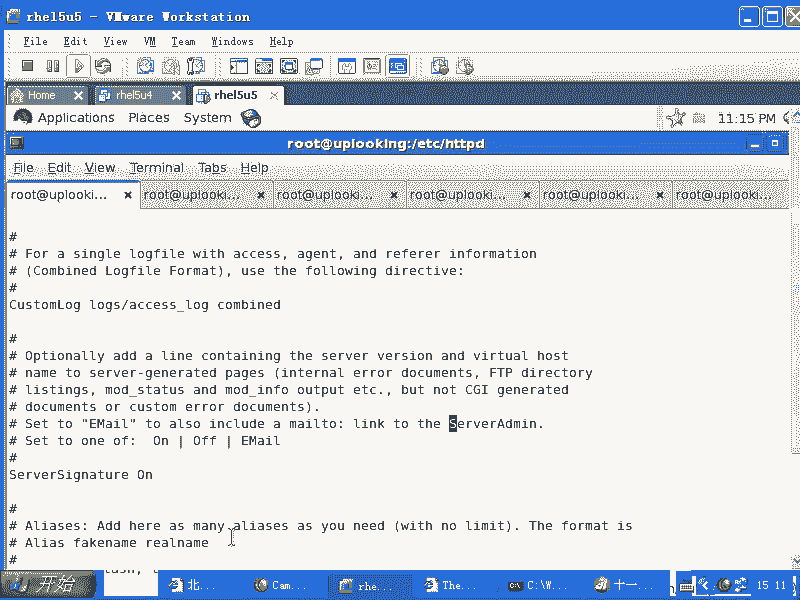 rhel5u5 - VMware Workstation
File Edit View VM Team Windows Help
Home rhel5u4 rhel5u5
Applications Places System 11:15 PM
root@uplooking:/etc/httpd
File Edit View Terminal Tabs Help
root@uplooki... root@uplooki... root@uplooki... root@uplooki... root@uplooki... root@uplooki...
#
# For a single logfile with access, agent, and referer information
# (Combined Logfile Format), use the following directive:
#
CustomLog logs/access_log combined
#
# Optionally add a line containing the server version and virtual host
# name to server-generated pages (internal error documents, FTP directory
# listings, mod_status and mod_info output etc., but not CGI generated
# documents or custom error documents).
# Set to "EMail" to also include a mailto: link to the ServerAdmin.
# Set to one of:  On | Off | EMail
#
ServerSignature On
#
# Aliases: Add here as many aliases as you need (with no limit). The format is
# Alias fakename realname
#
开始 北... Cam... rhe... The... C:\W... 十一... 15 11